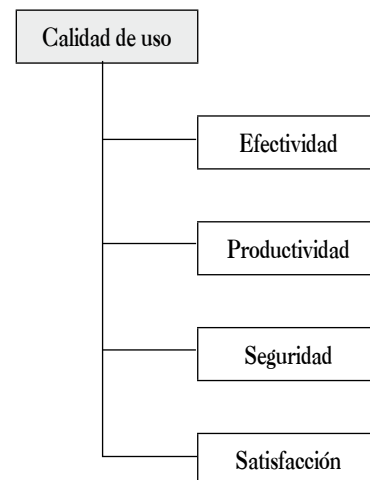 Calidad de uso
Efectividad
Productividad
Seguridad
Satisfacción